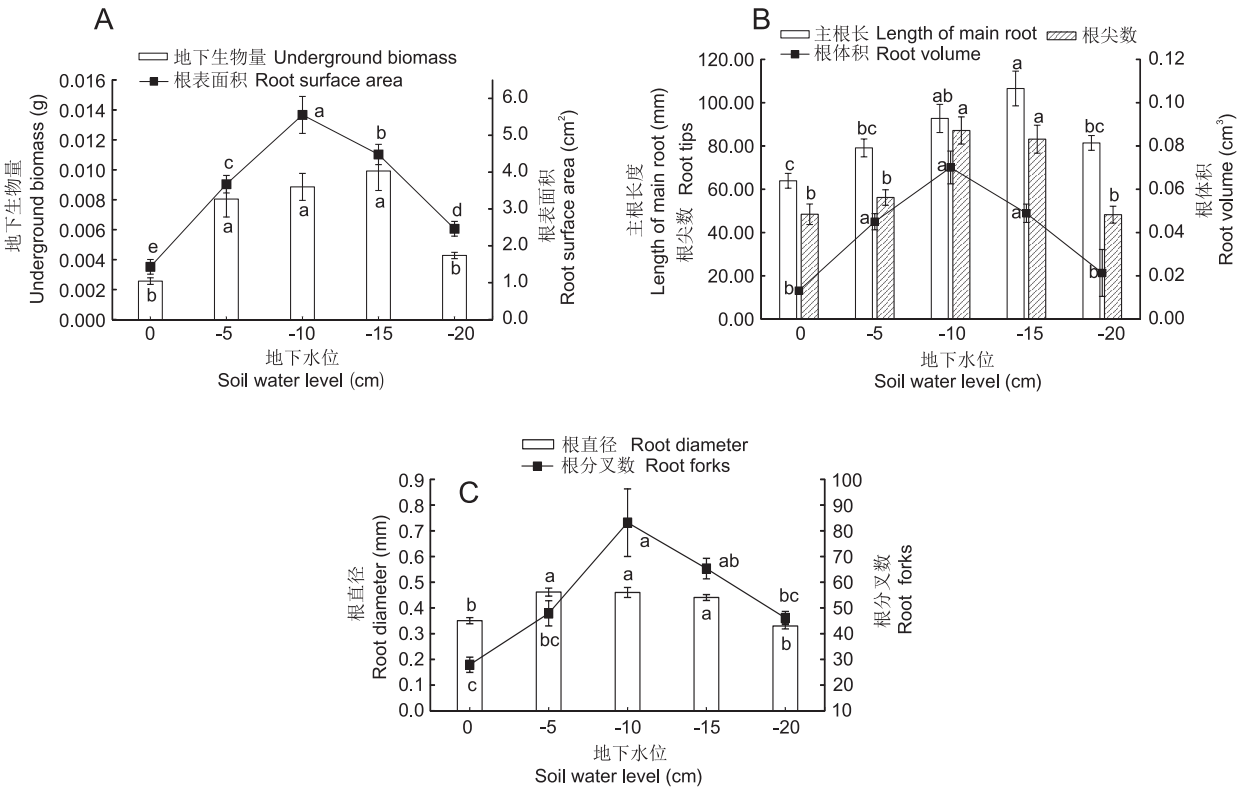 A
地下生物量 Underground biomass
根表面积 Root surface area
0.016
0.014
0.012
0.010
0.008
0.006
0.004
0.002
0.000
地下生物量
Underground biomass (g)
6.0
5.0
4.0
3.0
2.0
1.0
0.0
根表面积
Root surface area (cm²)
e
c
a
b
d
b
a
a
a
b
0 -5 -10 -15 -20
地下水位
Soil water level (cm)
B
主根长 Length of main root 根尖数
根体积 Root volume
120.00
100.00
80.00
60.00
40.00
20.00
0.00
主根长度
Length of main root (mm)
根尖数 Root tips
0.12
0.10
0.08
0.06
0.04
0.02
0.00
根体积
Root volume (cm³)
c
bc
ab
a
bc
b
b
a
a
b
b
a
a
a
b
0 -5 -10 -15 -20
地下水位
Soil water level (cm)
根直径 Root diameter
根分叉数 Root forks
C
0.9
0.8
0.7
0.6
0.5
0.4
0.3
0.2
0.1
0.0
根直径
Root diameter (mm)
100
90
80
70
60
50
40
30
20
10
根分叉数
Root forks
b
a
a
a
b
c
bc
a
ab
bc
0 -5 -10 -15 -20
地下水位
Soil water level (cm)